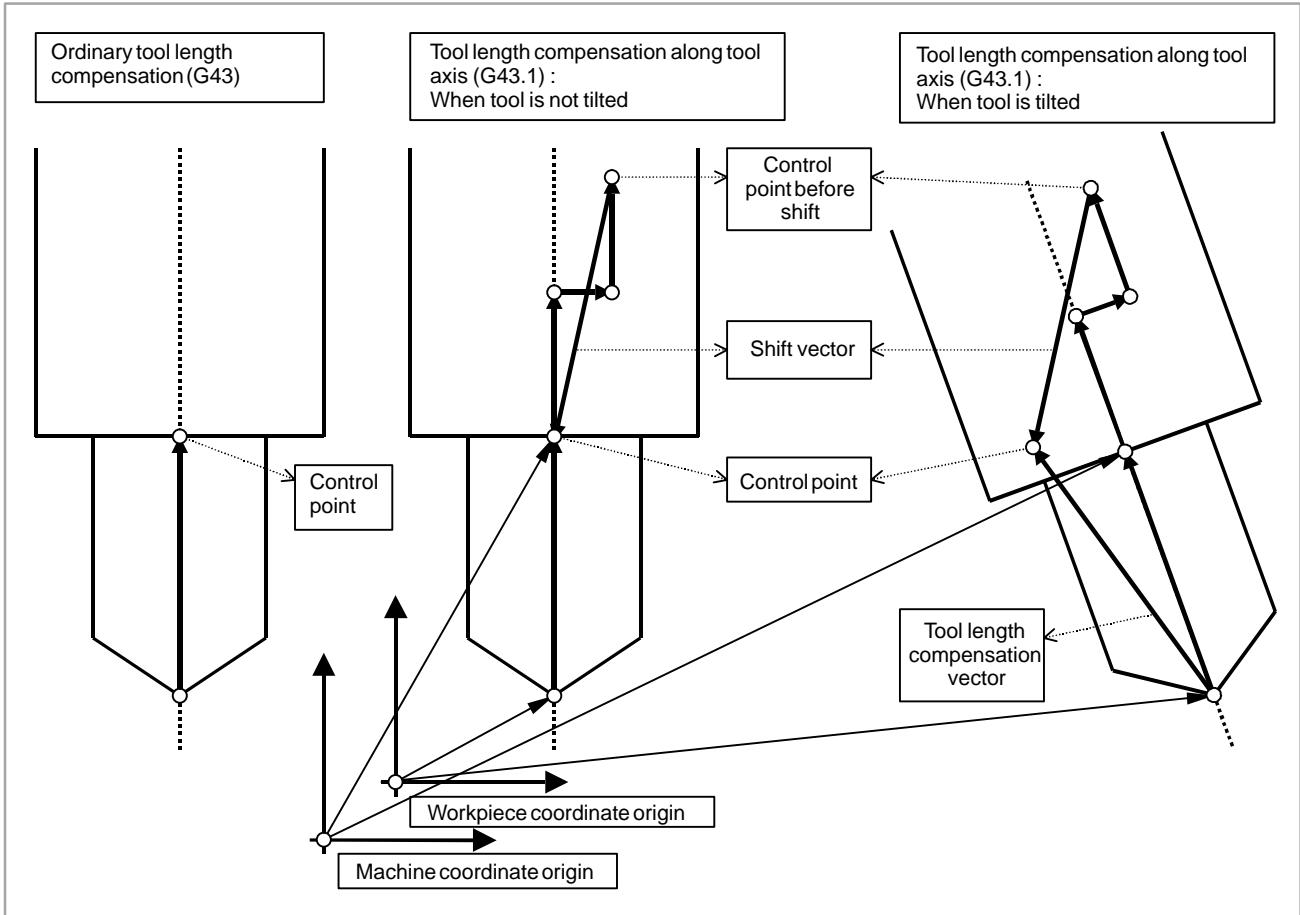 Ordinary tool length
compensation (G43)
Tool length compensation along tool
axis (G43.1) :
When tool is not tilted
Tool length compensation along tool
axis (G43.1) :
When tool is tilted
Control
point before
shift
Shift vector
Control point
Control
point
Tool length
compensation
vector
Workpiece coordinate origin
Machine coordinate origin